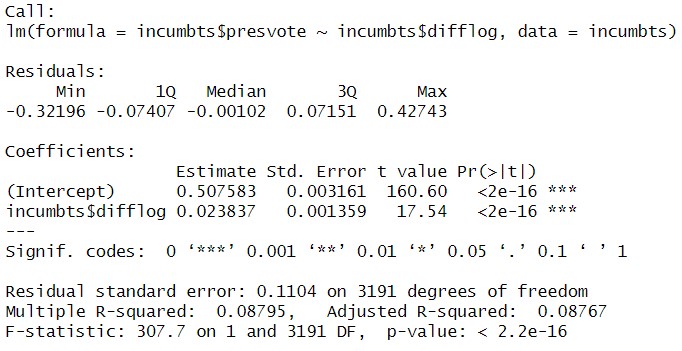 Call:
lm(formula = incumbts$presvote ~ incumbts$difflog, data = incumbts)
Residuals:
Min 1Q Median 3Q Max
-0.32196 -0.07407 -0.00102 0.07151 0.42743
Coefficients:
Estimate Std. Error t value Pr(>|t|)
(Intercept) 0.507583 0.003161 160.60 <2e-16 ***
incumbts$difflog 0.023837 0.001359 17.54 <2e-16 ***
---
Signif. codes: 0 ‘***’ 0.001 ‘**’ 0.01 ‘*’ 0.05 ‘.’ 0.1 ‘ ’ 1
Residual standard error: 0.1104 on 3191 degrees of freedom
Multiple R-squared: 0.08795, Adjusted R-squared: 0.08767
F-statistic: 307.7 on 1 and 3191 DF, p-value: < 2.2e-16